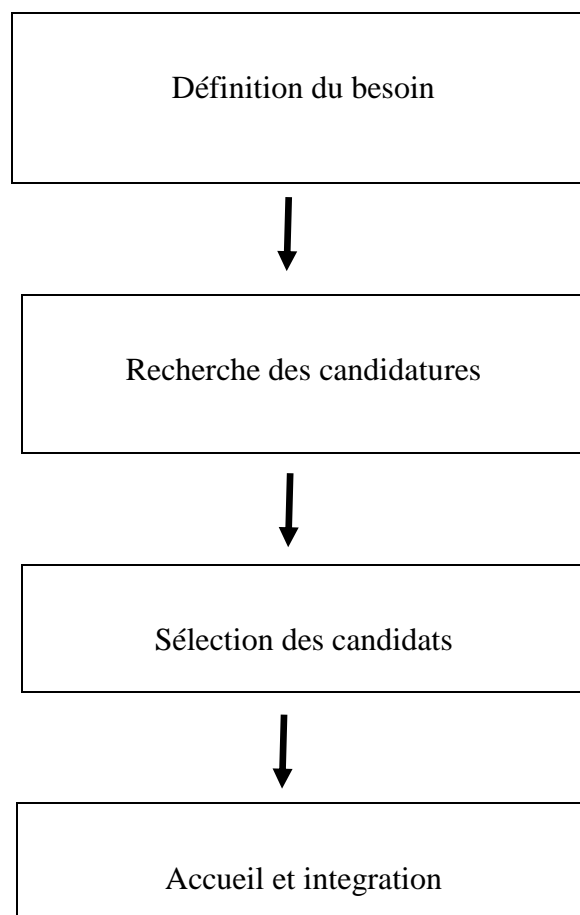 Définition du besoin
Recherche des candidatures
Sélection des candidats
Accueil et integration